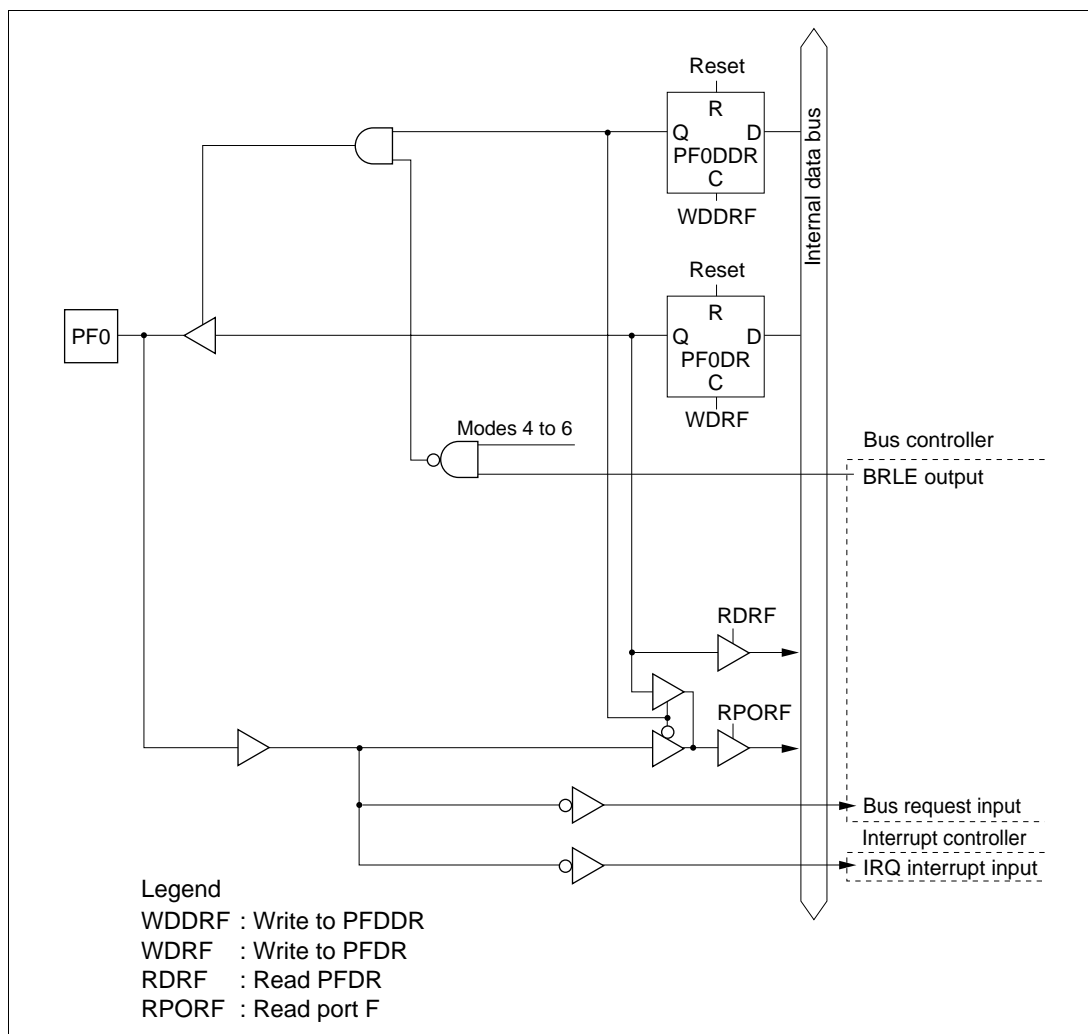 Reset
R
Q D
PF0DDR
C
WDDRF
Internal data bus
Reset
R
Q D
PF0DR
C
WDRF
PF0
Modes 4 to 6
Bus controller
BRLE output
RDRF
RPORF
Bus request input
Interrupt controller
IRQ interrupt input
Legend
WDDRF : Write to PFDDR
WDRF : Write to PFDR
RDRF : Read PFDR
RPORF : Read port F